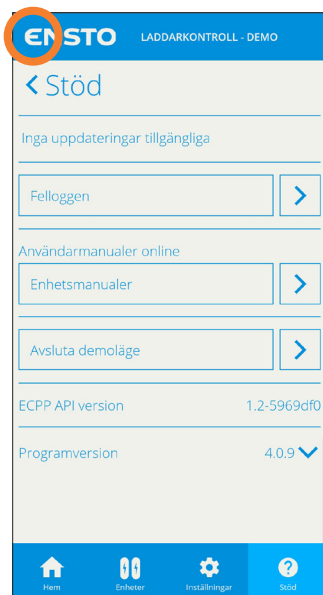 ENSTO LADDARKONTROLL - DEMO
Stöd
Inga uppdateringar tillgängliga
Felloggen
Användarmanualer online
Enhetsmanualer
Avsluta demoläge
ECPP API version 1.2-5969df0
Programversion 4.0.9
Hem Enheter Inställningar Stöd